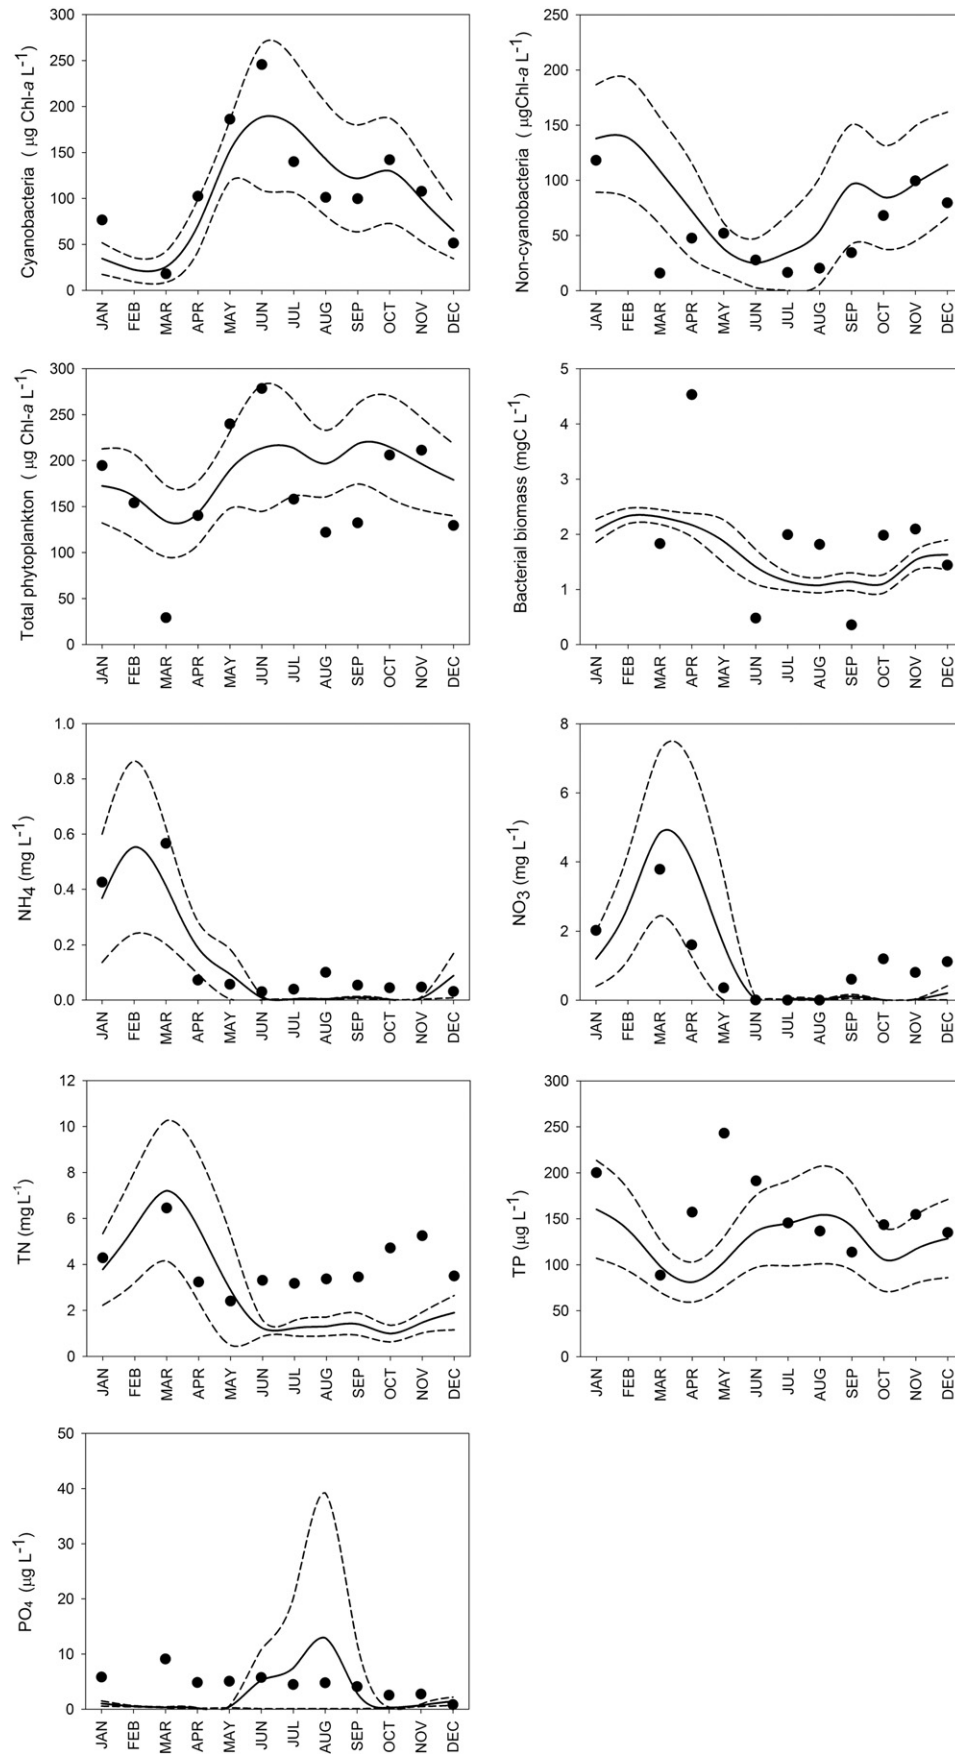 Cyanobacteria ( μg Chl-a L-1)
300
250
200
150
100
50
0
JAN
FEB
MAR
APR
MAY
JUN
JUL
AUG
SEP
OCT
NOV
DEC
Non-cyanobacteria ( μgChl-a L-1)
250
200
150
100
50
0
JAN
FEB
MAR
APR
MAY
JUN
JUL
AUG
SEP
OCT
NOV
DEC
Total phytoplankton ( μg Chl-a L-1)
300
250
200
150
100
50
0
JAN
FEB
MAR
APR
MAY
JUN
JUL
AUG
SEP
OCT
NOV
DEC
Bacterial biomass (mgC L-1)
5
4
3
2
1
0
JAN
FEB
MAR
APR
MAY
JUN
JUL
AUG
SEP
OCT
NOV
DEC
NH4 (mg L-1)
1.0
0.8
0.6
0.4
0.2
0.0
JAN
FEB
MAR
APR
MAY
JUN
JUL
AUG
SEP
OCT
NOV
DEC
NO3 (mg L-1)
8
6
4
2
0
JAN
FEB
MAR
APR
MAY
JUN
JUL
AUG
SEP
OCT
NOV
DEC
TN (mgL-1)
12
10
8
6
4
2
0
JAN
FEB
MAR
APR
MAY
JUN
JUL
AUG
SEP
OCT
NOV
DEC
TP (μg L-1)
300
250
200
150
100
50
0
JAN
FEB
MAR
APR
MAY
JUN
JUL
AUG
SEP
OCT
NOV
DEC
PO4 (μg L-1)
50
40
30
20
10
0
JAN
FEB
MAR
APR
MAY
JUN
JUL
AUG
SEP
OCT
NOV
DEC